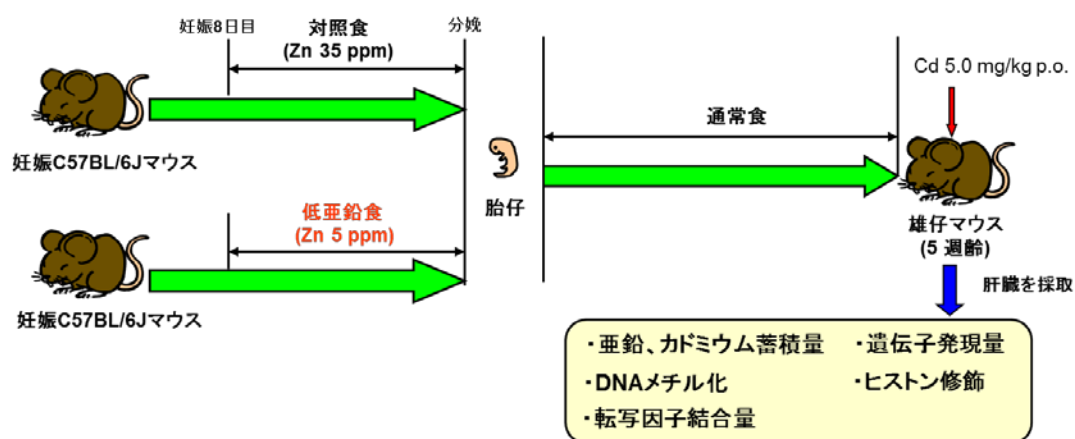 妊娠8日目
対照食
(Zn 35 ppm)
分娩
妊娠C57BL/6Jマウス
低亜鉛食
(Zn 5 ppm)
妊娠C57BL/6Jマウス
胎仔
通常食
Cd 5.0 mg/kg p.o.
雄仔マウス
(5 週齢)
肝臓を採取
・亜鉛、カドミウム蓄積量
・遺伝子発現量
・DNAメチル化
・ヒストン修飾
・転写因子結合量